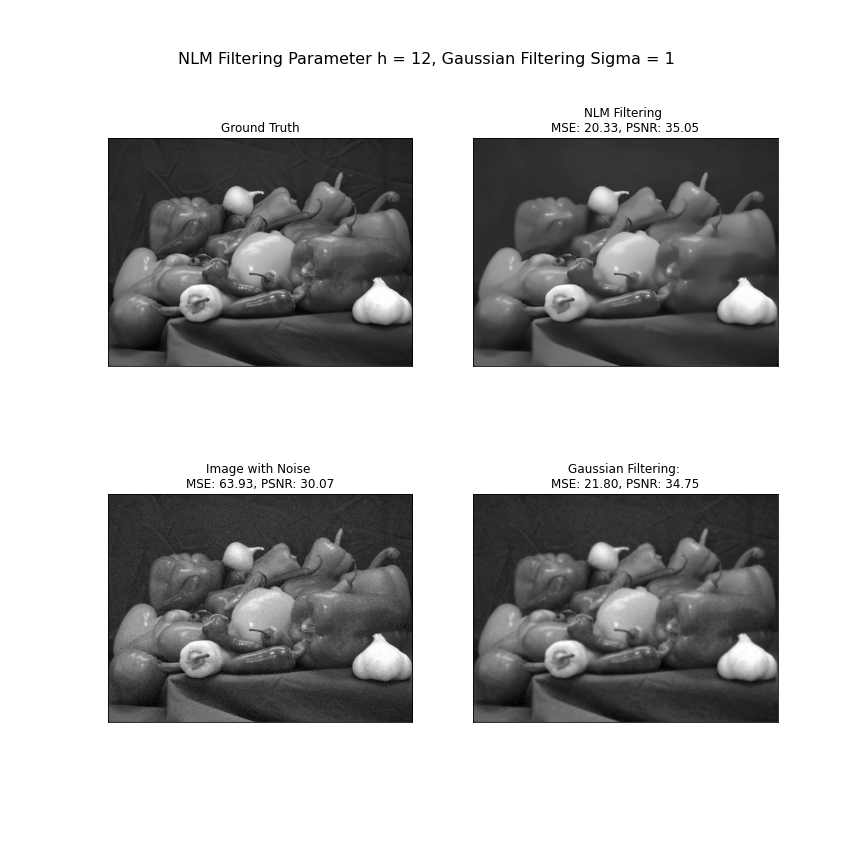 NLM Filtering Parameter h = 12, Gaussian Filtering Sigma = 1
Ground Truth
NLM Filtering
MSE: 20.33, PSNR: 35.05
Image with Noise
MSE: 63.93, PSNR: 30.07
Gaussian Filtering:
MSE: 21.80, PSNR: 34.75